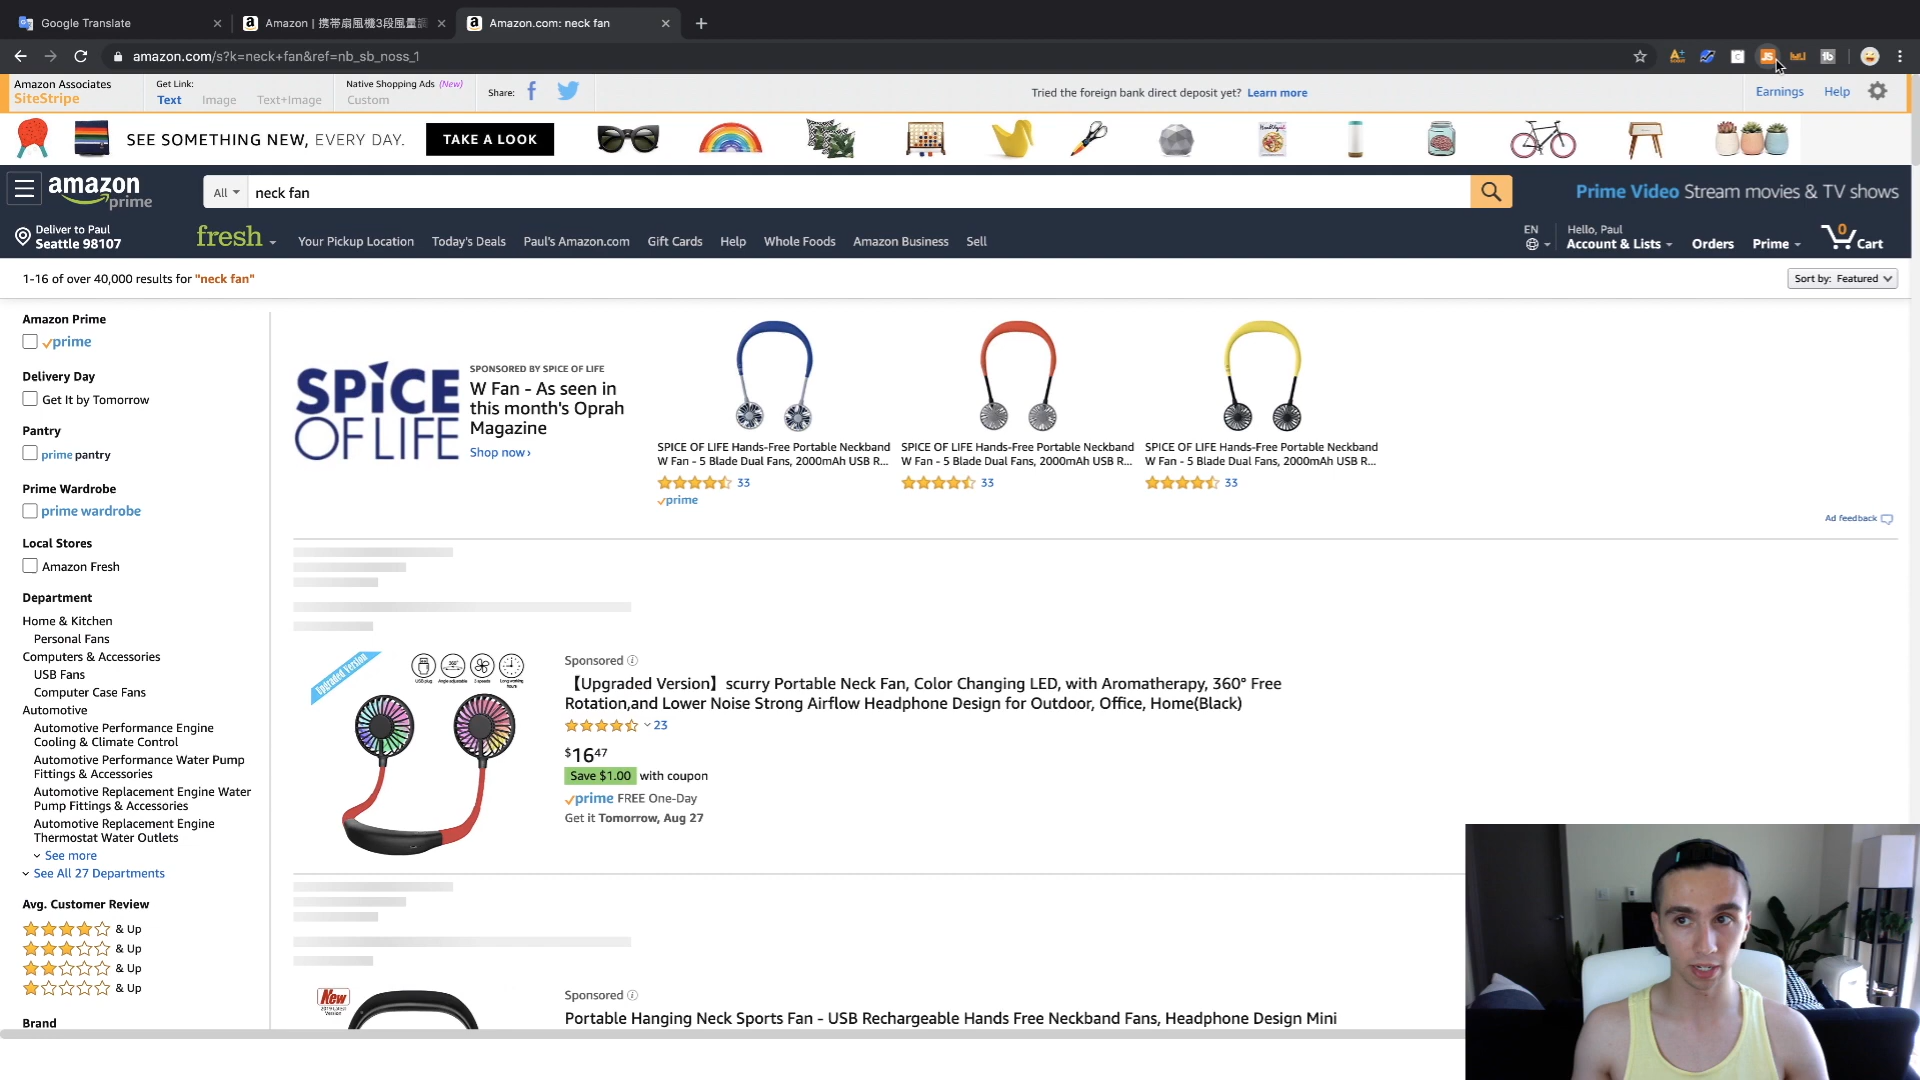 Google Translate
Amazon | 携帯扇風機3段風量調
Amazon.com: neck fan
amazon.com/s?k=neck+fan&ref=nb_sb_noss_1
Amazon Associates
SiteStripe
Get Link:
Text Image Text+Image
Native Shopping Ads (New)
Custom
Share:
Tried the foreign bank direct deposit yet? Learn more
Earnings Help
SEE SOMETHING NEW, EVERY DAY.
TAKE A LOOK
amazon
prime
All
neck fan
Prime Video Stream movies & TV shows
Deliver to Paul
Seattle 98107
fresh
Your Pickup Location Today's Deals Paul's Amazon.com Gift Cards Help Whole Foods Amazon Business Sell
EN
Hello, Paul
Account & Lists
Orders
Prime
0
Cart
1-16 of over 40,000 results for "neck fan"
Sort by: Featured
Amazon Prime
prime
Delivery Day
Get It by Tomorrow
Pantry
prime pantry
Prime Wardrobe
prime wardrobe
Local Stores
Amazon Fresh
Department
Home & Kitchen
Personal Fans
Computers & Accessories
USB Fans
Computer Case Fans
Automotive
Automotive Performance Engine
Cooling & Climate Control
Automotive Performance Water Pump
Fittings & Accessories
Automotive Replacement Engine Water
Pump Fittings & Accessories
Automotive Replacement Engine
Thermostat Water Outlets
See more
See All 27 Departments
Avg. Customer Review
& Up
& Up
& Up
& Up
Brand
SPICE
OF LIFE
SPONSORED BY SPICE OF LIFE
W Fan - As seen in
this month's Oprah
Magazine
Shop now ›
SPICE OF LIFE Hands-Free Portable Neckband
W Fan - 5 Blade Dual Fans, 2000mAh USB R...
33
prime
SPICE OF LIFE Hands-Free Portable Neckband
W Fan - 5 Blade Dual Fans, 2000mAh USB R...
33
SPICE OF LIFE Hands-Free Portable Neckband
W Fan - 5 Blade Dual Fans, 2000mAh USB R...
33
Ad feedback
Upgraded Version
Sponsored
【Upgraded Version】scurry Portable Neck Fan, Color Changing LED, with Aromatherapy, 360° Free
Rotation,and Lower Noise Strong Airflow Headphone Design for Outdoor, Office, Home(Black)
23
$16 47
Save $1.00 with coupon
prime FREE One-Day
Get it Tomorrow, Aug 27
New
Sponsored
Portable Hanging Neck Sports Fan - USB Rechargeable Hands Free Neckband Fans, Headphone Design Mini